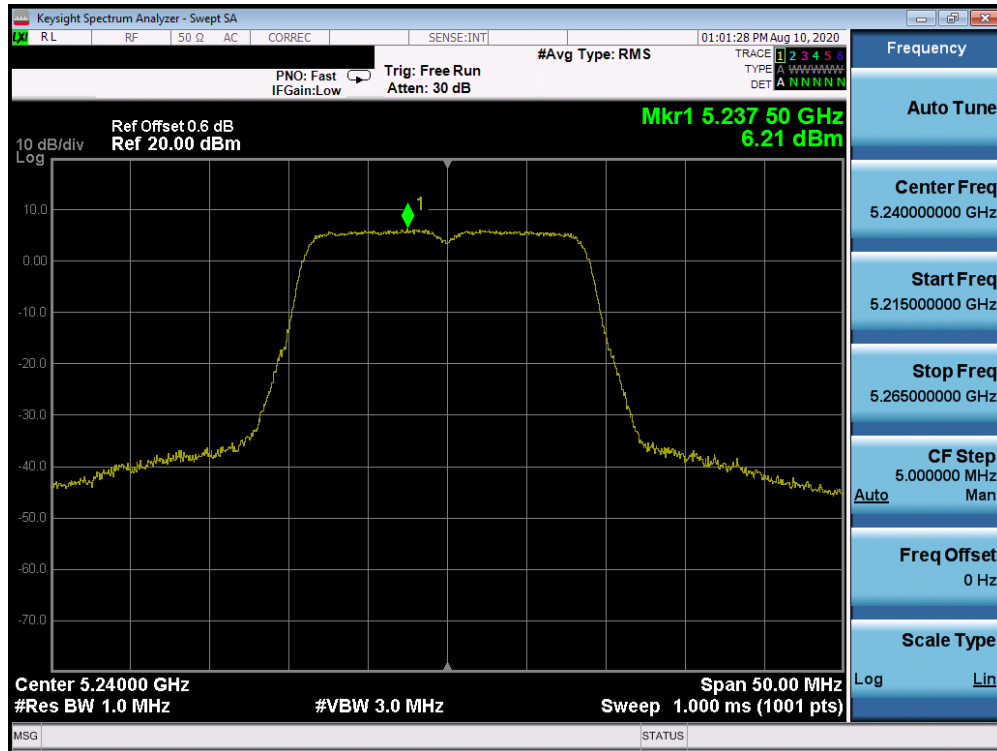 Keysight Spectrum Analyzer - Swept SA
LXI RL RF 50 Ω AC CORREC SENSE:INT 01:01:28 PM Aug 10, 2020
#Avg Type: RMS
TRACE 1 2 3 4 5 6
PNO: Fast Trig: Free Run TYPE A WWWWW
IFGain:Low Atten: 30 dB DET A N N N N N
Frequency
Auto Tune
Mkr1 5.237 50 GHz
6.21 dBm
Ref Offset 0.6 dB
10 dB/div Ref 20.00 dBm
Log
1
10.0
0.00
-10.0
-20.0
-30.0
-40.0
-50.0
-60.0
-70.0
Center 5.24000 GHz Span 50.00 MHz
#Res BW 1.0 MHz #VBW 3.0 MHz Sweep 1.000 ms (1001 pts)
Center Freq
5.240000000 GHz
Start Freq
5.215000000 GHz
Stop Freq
5.265000000 GHz
CF Step
5.000000 MHz
Auto Man
Freq Offset
0 Hz
Scale Type
Log Lin
MSG STATUS